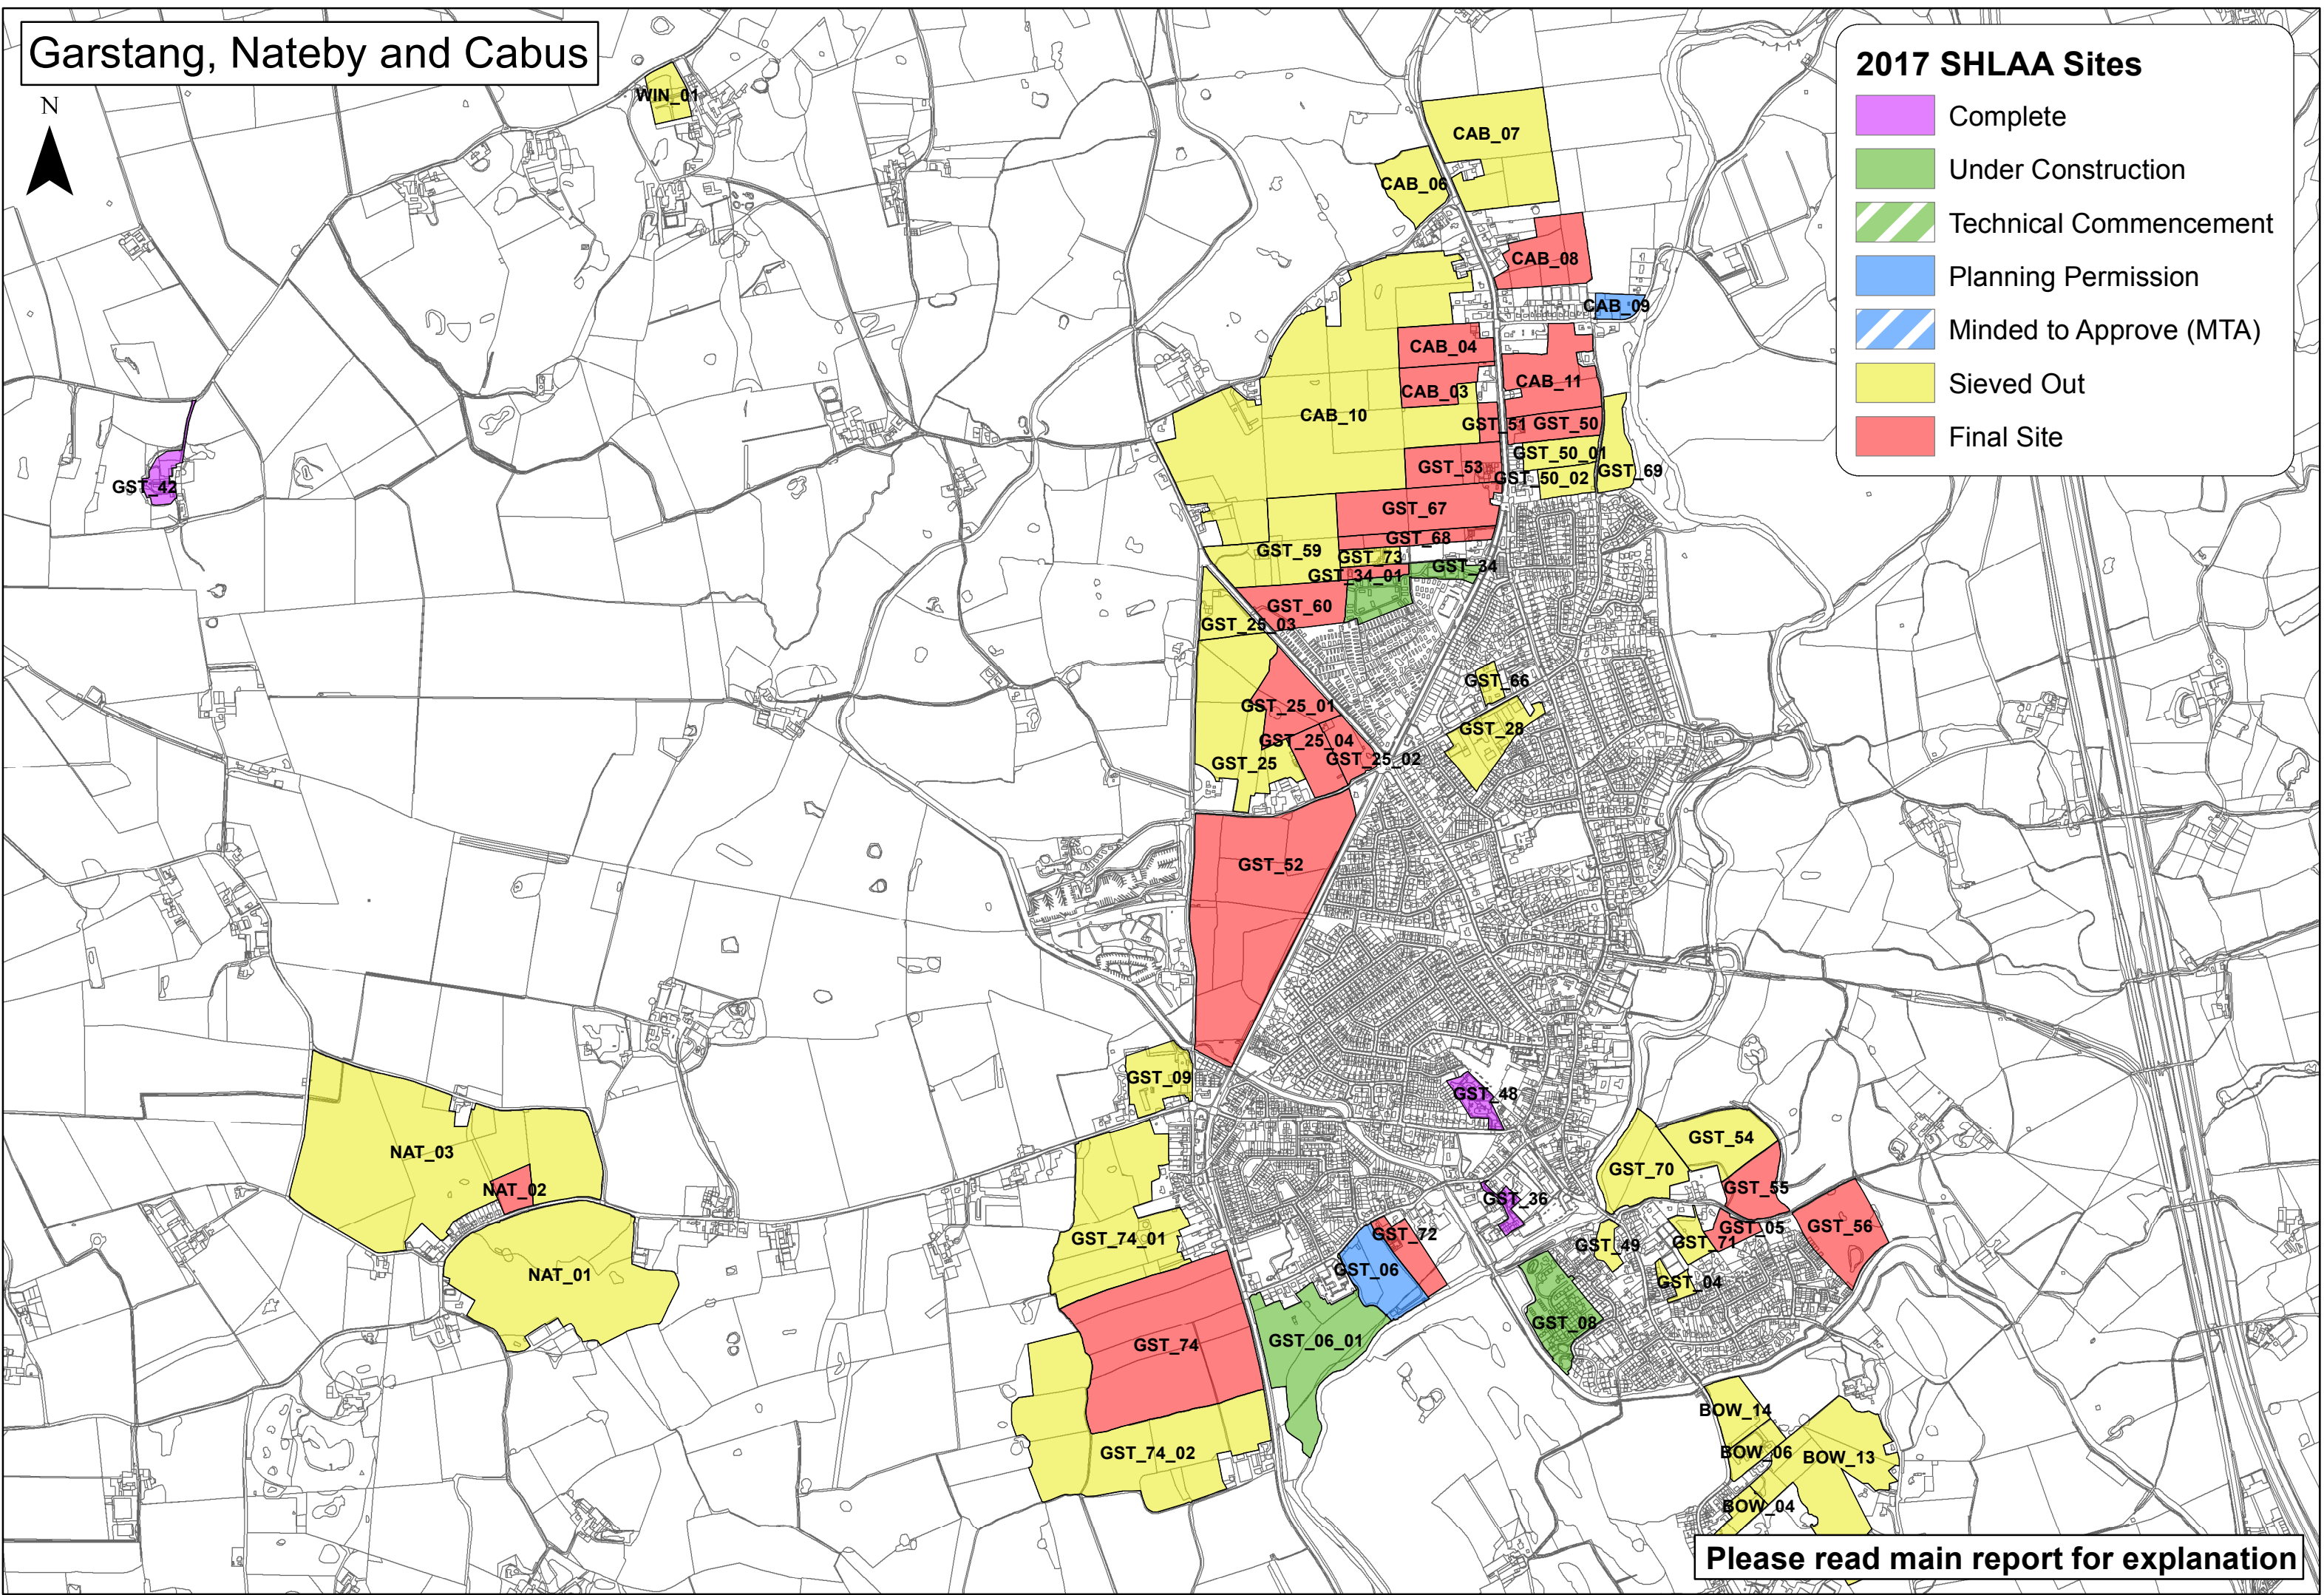 Garstang, Nateby and Cabus
N
2017 SHLAA Sites
Complete
Under Construction
Technical Commencement
Planning Permission
Minded to Approve (MTA)
Sieved Out
Final Site
WIN_01
CAB_07
CAB_06
CAB_08
CAB_09
CAB_04
CAB_11
CAB_03
CAB_10
GST_51
GST_50
GST_50_01
GST_53
GST_69
GST_50_02
GST_42
GST_67
GST_68
GST_59
GST_73
GST_34
GST_34_01
GST_60
GST_25_03
GST_66
GST_25_01
GST_28
GST_25_04
GST_25_02
GST_25
GST_52
GST_09
GST_48
GST_54
NAT_03
GST_70
NAT_02
GST_55
GST_36
GST_05
GST_56
GST_72
GST_74_01
GST_71
GST_49
GST_06
NAT_01
GST_04
GST_08
GST_06_01
GST_74
BOW_14
GST_74_02
BOW_06
BOW_13
BOW_04
Please read main report for explanation